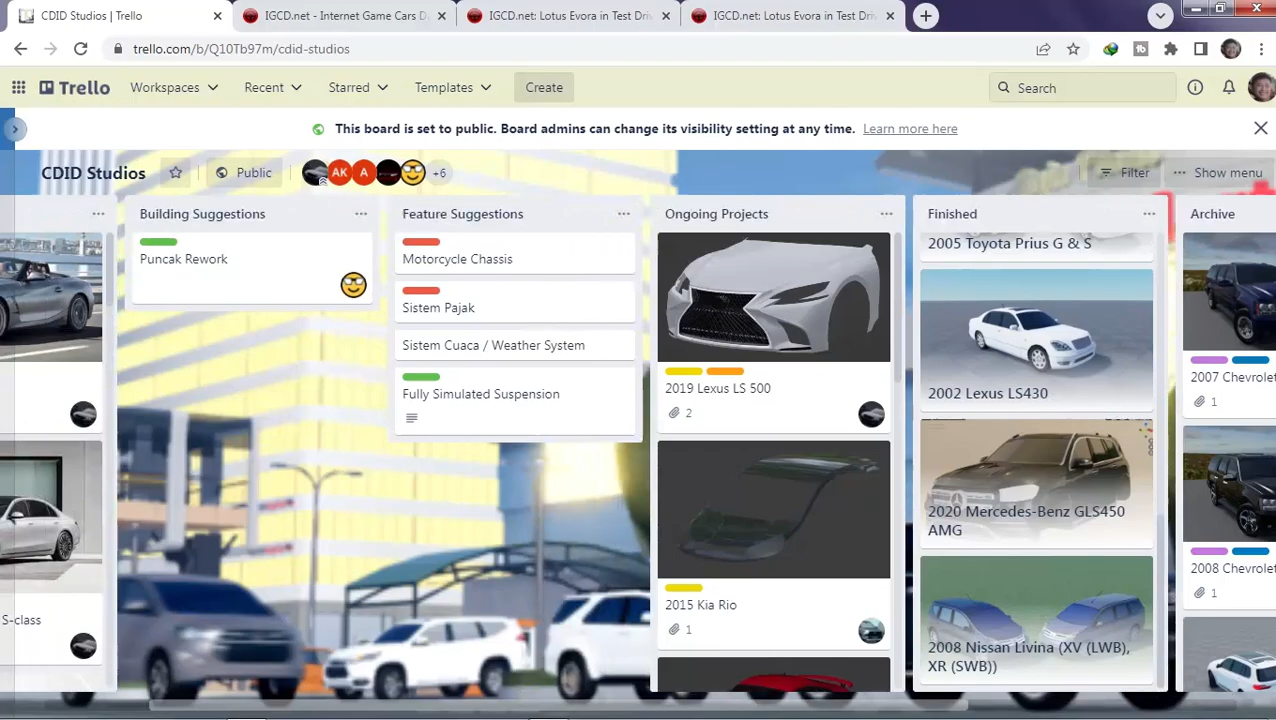 CDID Studios | Trello
IGCD.net - Internet Game Cars D
IGCD.net: Lotus Evora in Test Driv
IGCD.net: Lotus Evora in Test Driv
trello.com/b/Q10Tb97m/cdid-studios
Trello
Workspaces
Recent
Starred
Templates
Create
Search
This board is set to public. Board admins can change its visibility setting at any time. Learn more here
CDID Studios
Public
AK
A
+6
Filter
Show menu
S-class
Building Suggestions
Puncak Rework
Feature Suggestions
Motorcycle Chassis
Sistem Pajak
Sistem Cuaca / Weather System
Fully Simulated Suspension
Ongoing Projects
2019 Lexus LS 500
2
2015 Kia Rio
1
Finished
2005 Toyota Prius G & S
2002 Lexus LS430
2020 Mercedes-Benz GLS450
AMG
2008 Nissan Livina (XV (LWB),
XR (SWB))
Archive
2007 Chevrolet
1
2008 Chevrolet
1